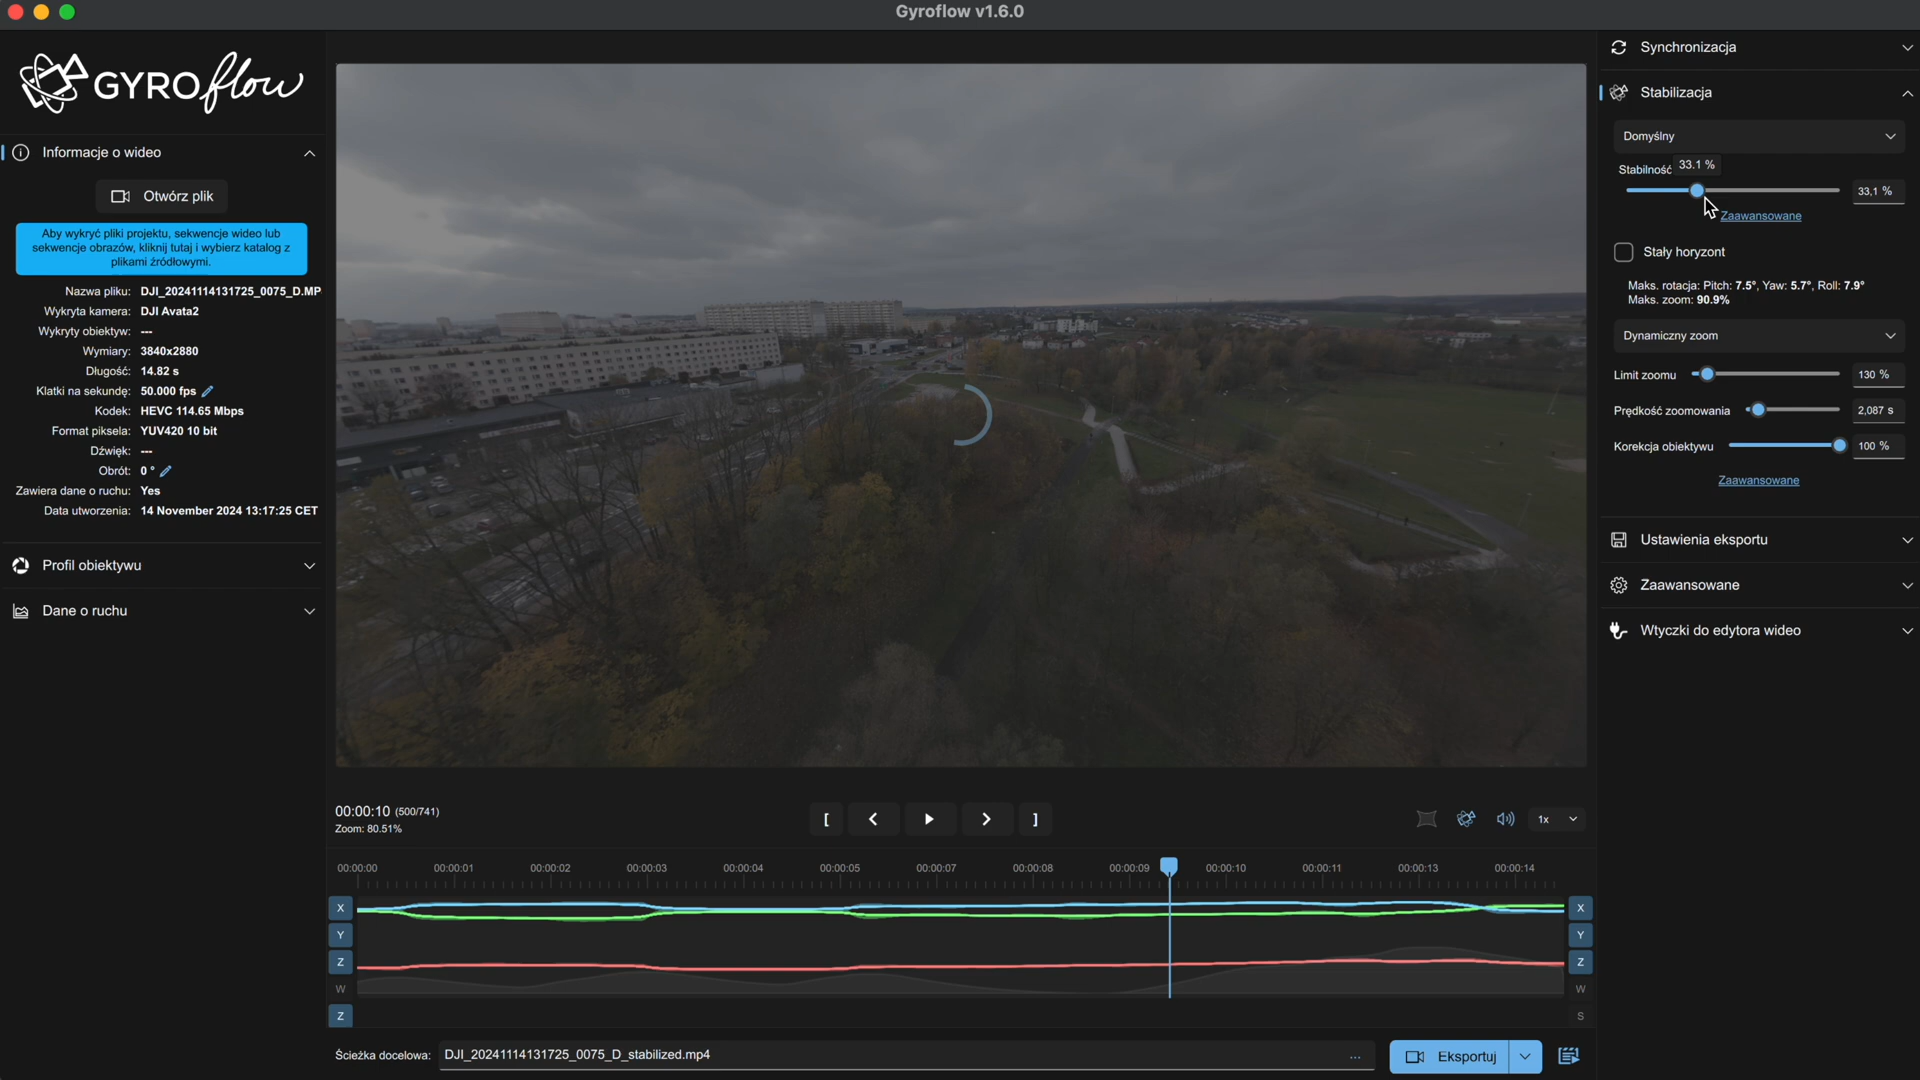 Gyroflow v1.6.0
GYROflow
Informacje o wideo
Otwórz plik
Aby wykryć pliki projektu, sekwencje wideo lub
sekwencje obrazów, kliknij tutaj i wybierz katalog z
plikami źródłowymi.
Nazwa pliku: DJI_20241114131725_0075_D.MP
Wykryta kamera: DJI Avata2
Wykryty obiektyw: ---
Wymiary: 3840x2880
Długość: 14.82 s
Klatki na sekundę: 50.000 fps
Kodek: HEVC 114.65 Mbps
Format piksela: YUV420 10 bit
Dźwięk: ---
Obrót: 0 °
Zawiera dane o ruchu: Yes
Data utworzenia: 14 November 2024 13:17:25 CET
Profil obiektywu
Dane o ruchu
00:00:10 (500/741)
Zoom: 80.51%
[
]
1x
00:00:00 00:00:01 00:00:02 00:00:03 00:00:04 00:00:05 00:00:07 00:00:08 00:00:09 00:00:10 00:00:11 00:00:13 00:00:14
X X
Y Y
Z Z
W W
Z S
Ścieżka docelowa: DJI_20241114131725_0075_D_stabilized.mp4 ...
Eksportuj
Synchronizacja
Stabilizacja
Domyślny
Stabilność 33.1 %
33,1 %
Zaawansowane
Stały horyzont
Maks. rotacja: Pitch: 7.5°, Yaw: 5.7°, Roll: 7.9°
Maks. zoom: 90.9%
Dynamiczny zoom
Limit zoomu 130 %
Prędkość zoomowania 2,087 s
Korekcja obiektywu 100 %
Zaawansowane
Ustawienia eksportu
Zaawansowane
Wtyczki do edytora wideo